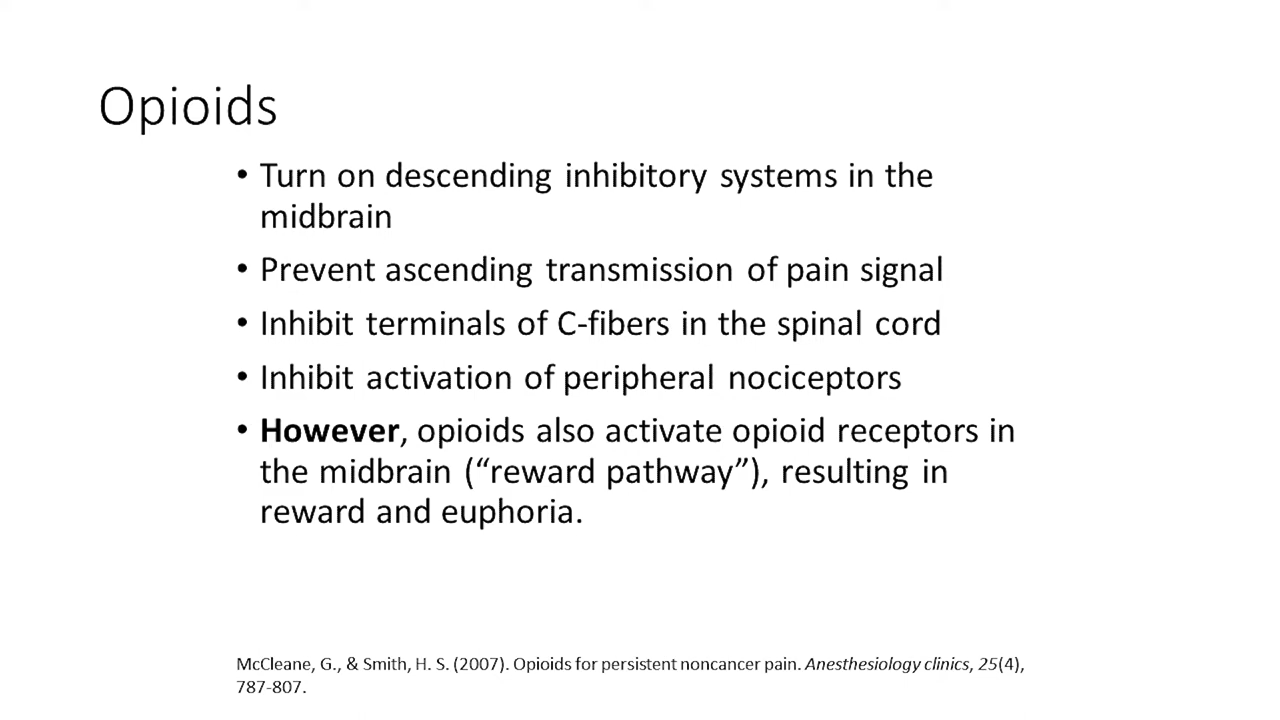 Opioids
• Turn on descending inhibitory systems in the
midbrain
• Prevent ascending transmission of pain signal
• Inhibit terminals of C-fibers in the spinal cord
• Inhibit activation of peripheral nociceptors
• However, opioids also activate opioid receptors in
the midbrain (“reward pathway”), resulting in
reward and euphoria.
McCleane, G., & Smith, H. S. (2007). Opioids for persistent noncancer pain. Anesthesiology clinics, 25(4),
787-807.